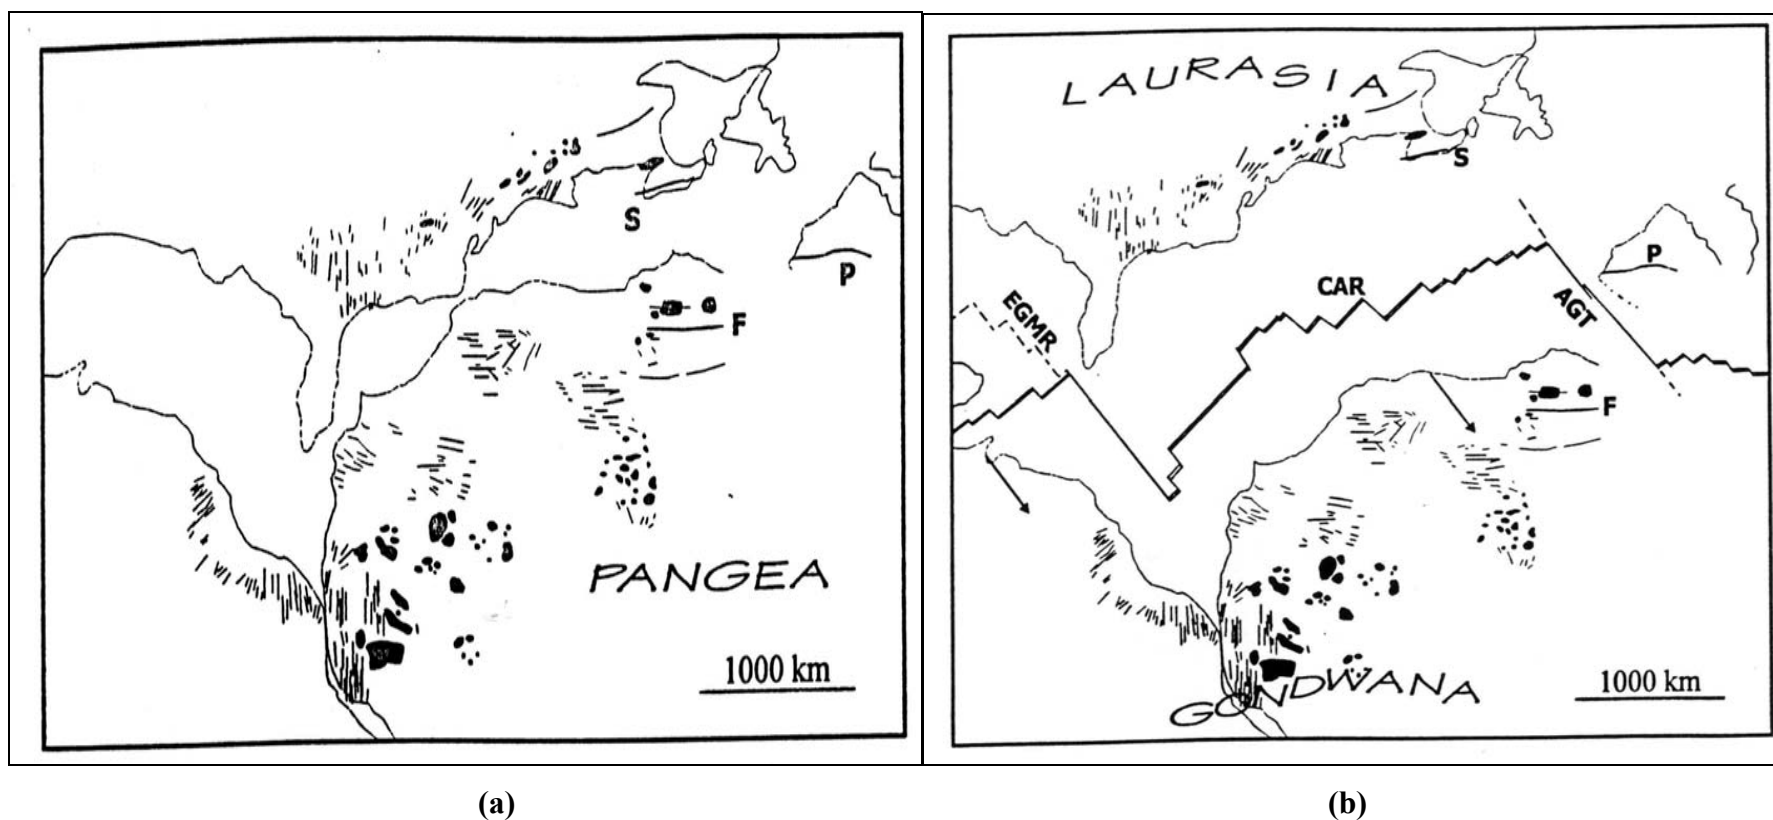 S
P
F
PANGEA
1000 km
(a)
LAURASIA
S
P
CAR
EGMR
AGT
F
GONDWANA
1000 km
(b)